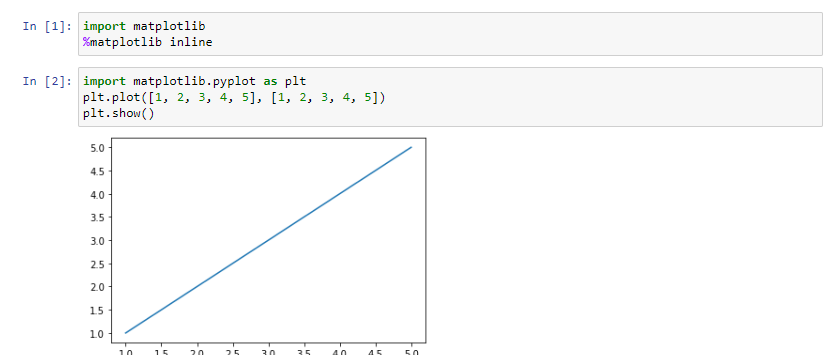 In [1]: import matplotlib
%matplotlib inline
In [2]: import matplotlib.pyplot as plt
plt.plot([1, 2, 3, 4, 5], [1, 2, 3, 4, 5])
plt.show()
5.0
4.5
4.0
3.5
3.0
2.5
2.0
1.5
1.0
1.0 1.5 2.0 2.5 3.0 3.5 4.0 4.5 5.0